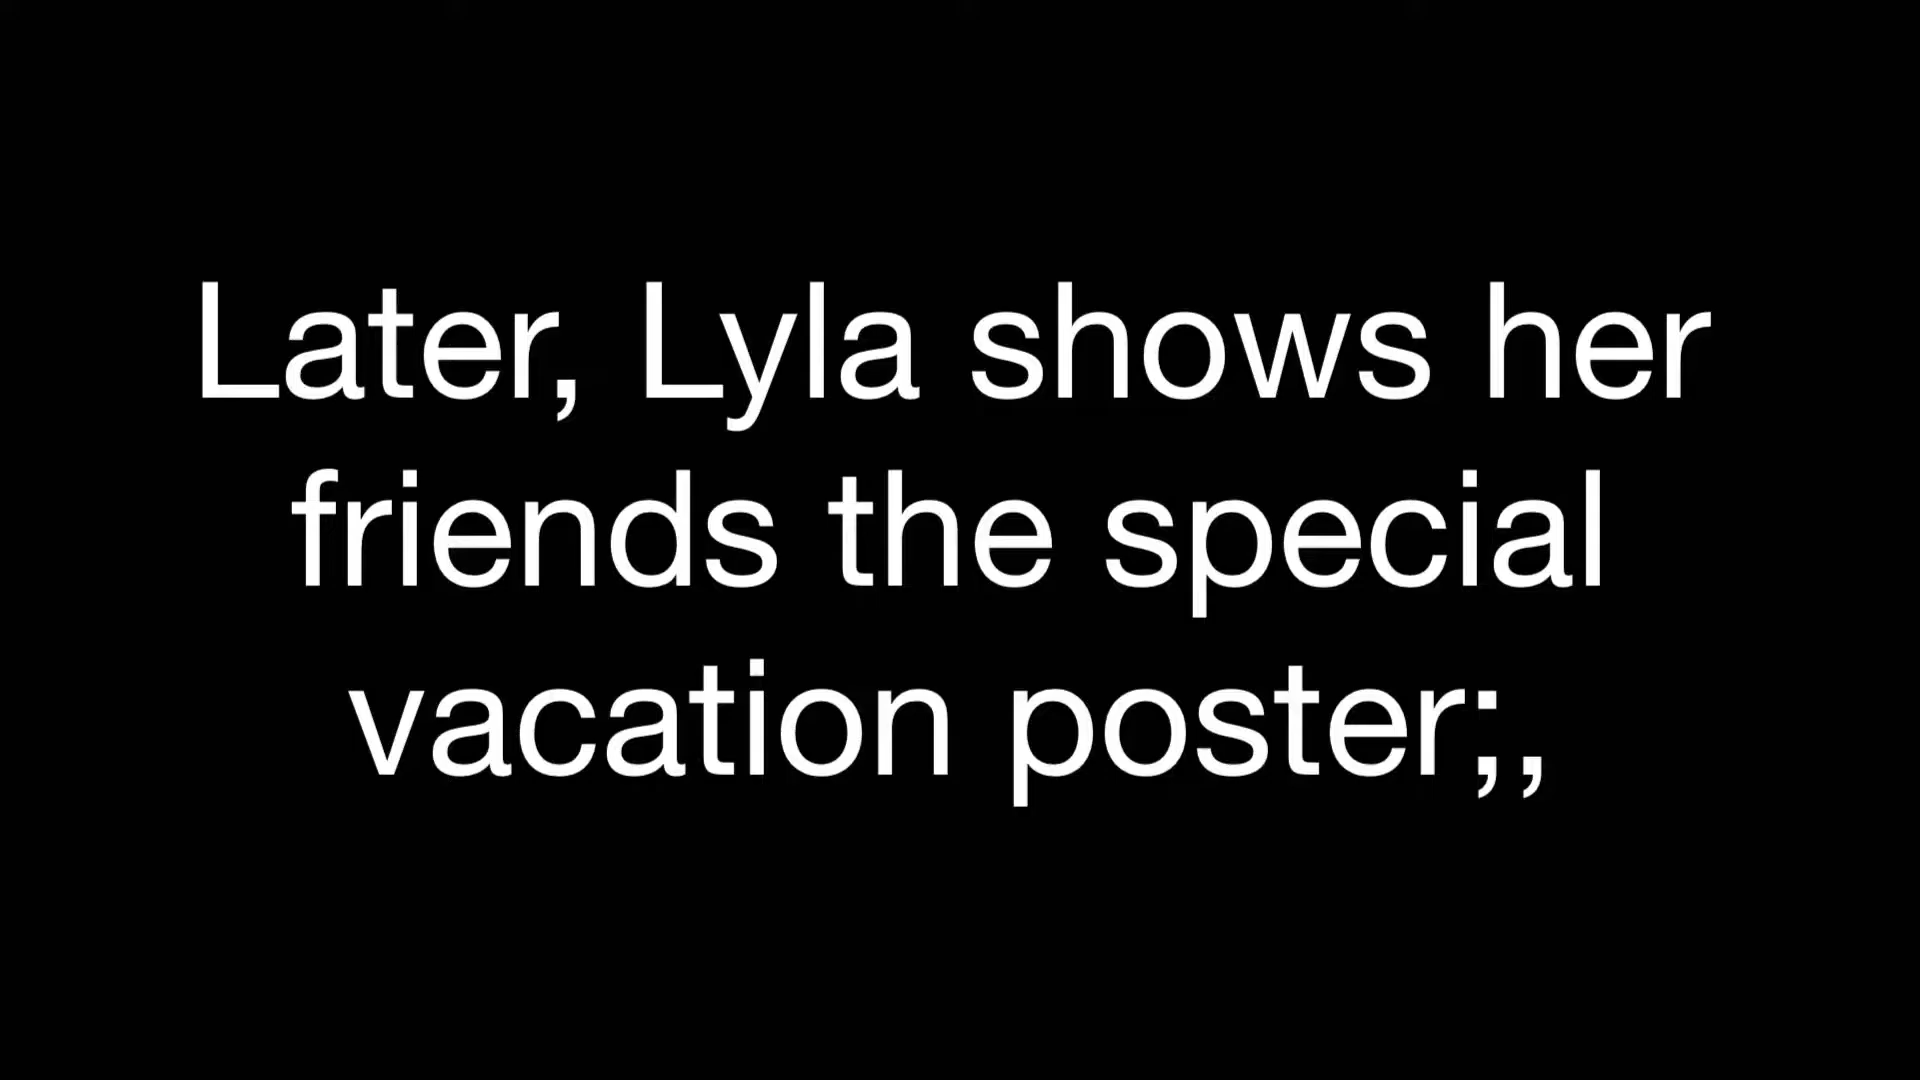 Later, Lyla shows her
friends the special
vacation poster;,